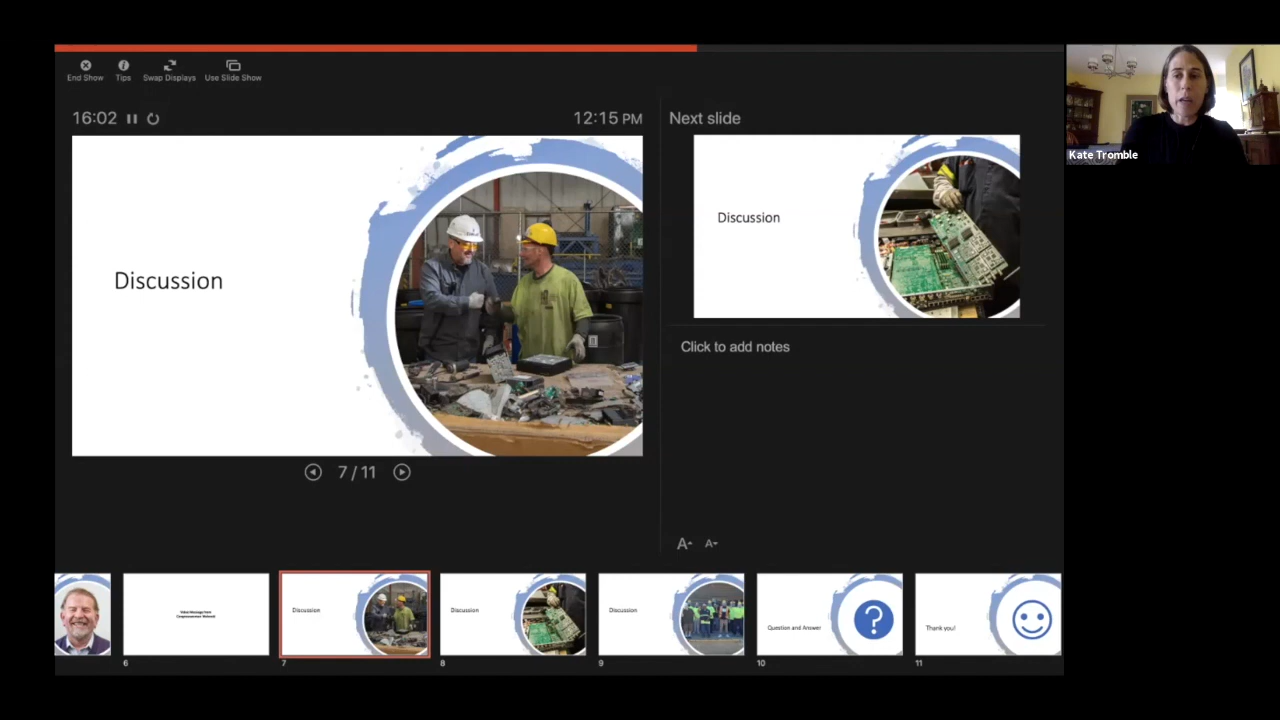 End Show
Tips
Swap Displays
Use Slide Show
16:02
12:15 PM
Next slide
Discussion
Discussion
Click to add notes
7 / 11
A
A
Discussion
Discussion
Discussion
Question and Answer
Thank you!
6
7
8
9
10
11
Kate Tromble